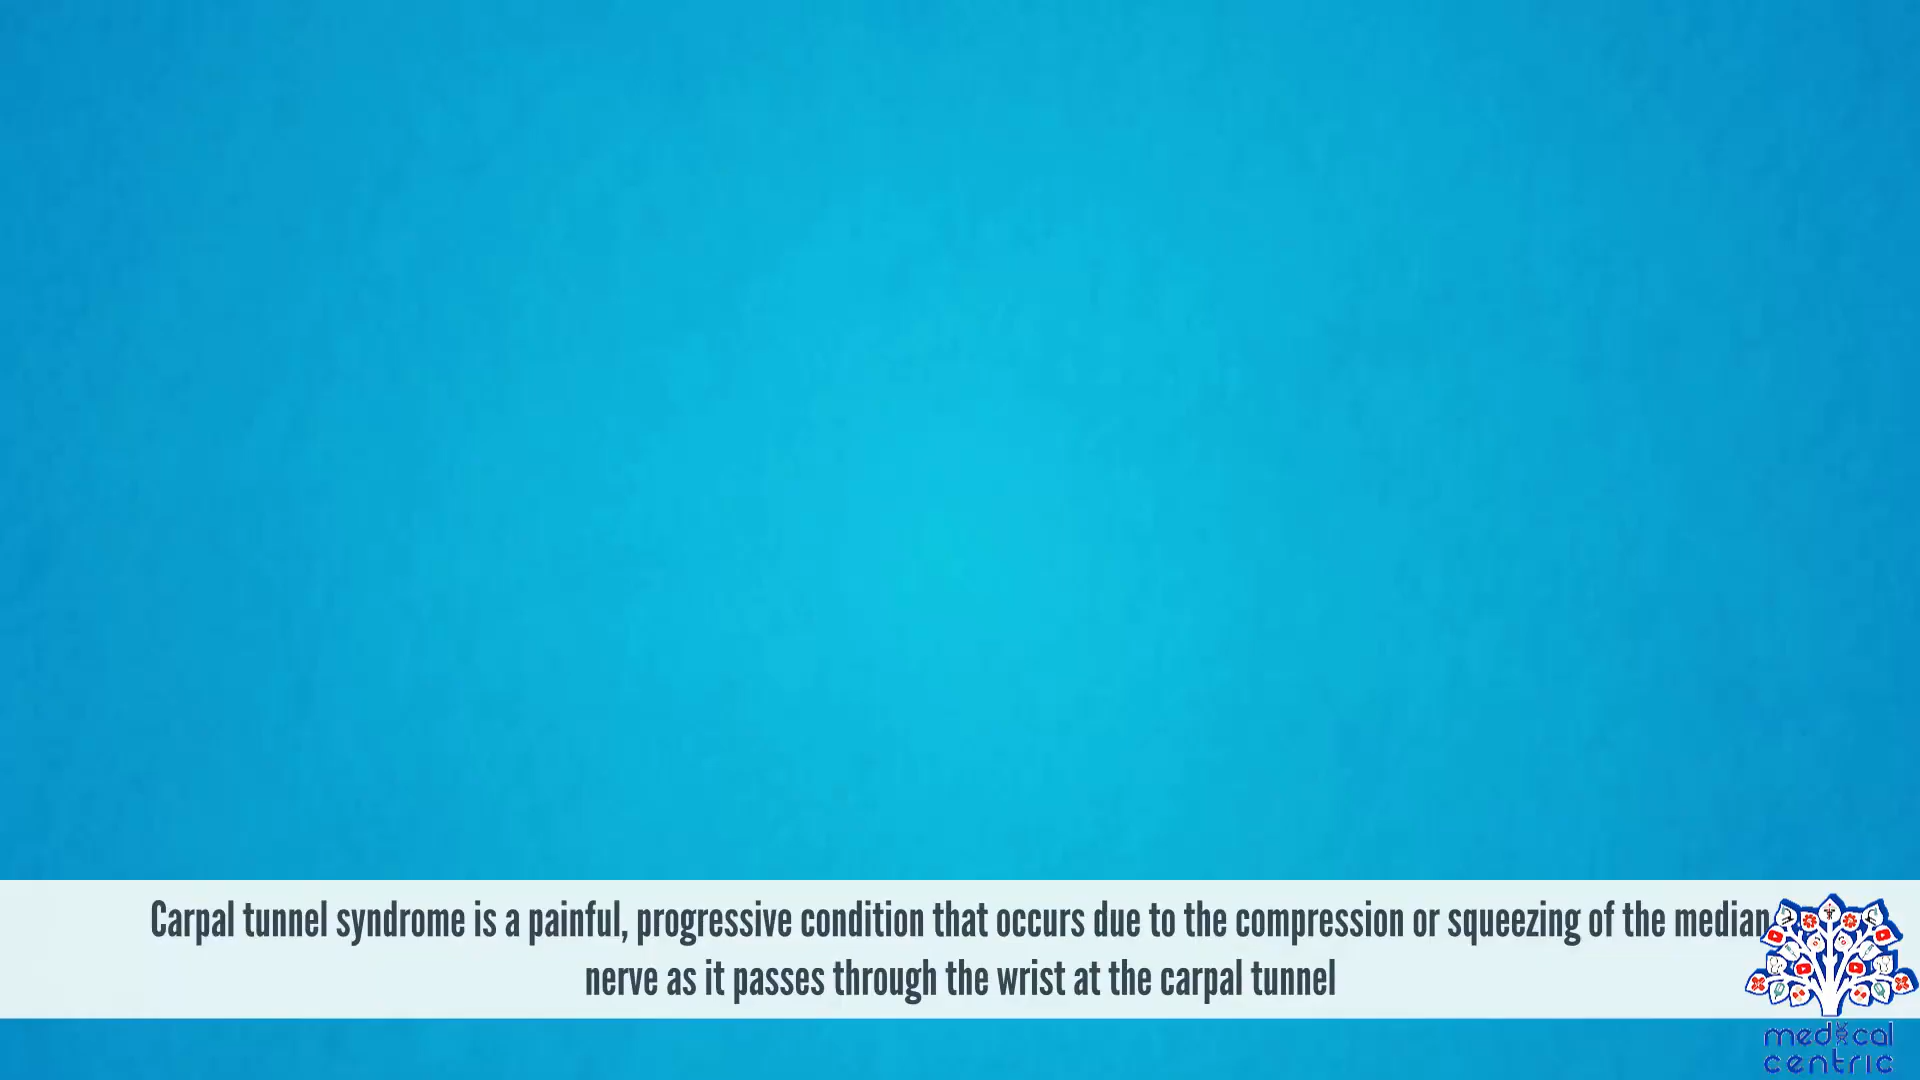 Carpal tunnel syndrome is a painful, progressive condition that occurs due to the compression or squeezing of the median
nerve as it passes through the wrist at the carpal tunnel
medical
centric